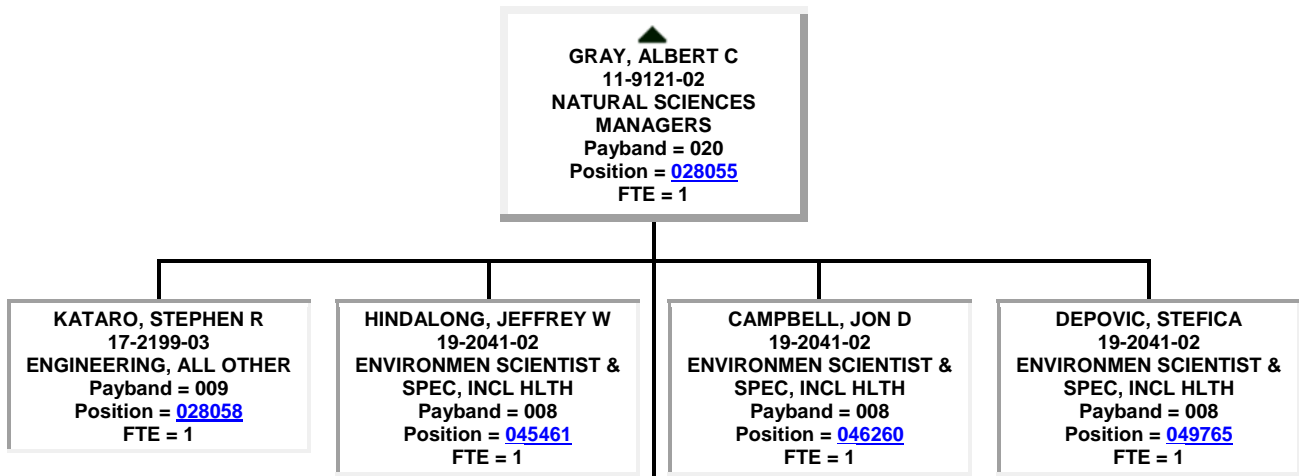 GRAY, ALBERT C
11-9121-02
NATURAL SCIENCES
MANAGERS
Payband = 020
Position = 028055
FTE = 1
KATARO, STEPHEN R
17-2199-03
ENGINEERING, ALL OTHER
Payband = 009
Position = 028058
FTE = 1
HINDALONG, JEFFREY W
19-2041-02
ENVIRONMEN SCIENTIST &
SPEC, INCL HLTH
Payband = 008
Position = 045461
FTE = 1
CAMPBELL, JON D
19-2041-02
ENVIRONMEN SCIENTIST &
SPEC, INCL HLTH
Payband = 008
Position = 046260
FTE = 1
DEPOVIC, STEFICA
19-2041-02
ENVIRONMEN SCIENTIST &
SPEC, INCL HLTH
Payband = 008
Position = 049765
FTE = 1